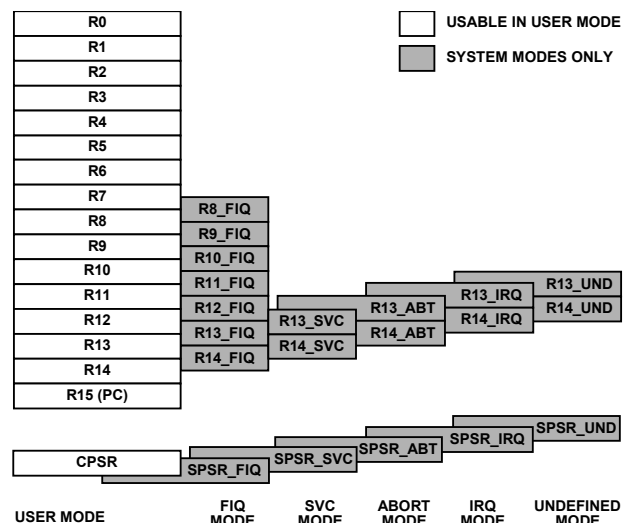 R0
R1
R2
R3
R4
R5
R6
R7
R8
R9
R10
R11
R12
R13
R14
R15 (PC)
R8_FIQ
R9_FIQ
R10_FIQ
R11_FIQ
R12_FIQ
R13_FIQ
R14_FIQ
R13_SVC
R14_SVC
R13_ABT
R14_ABT
R13_IRQ
R14_IRQ
R13_UND
R14_UND
USABLE IN USER MODE
SYSTEM MODES ONLY
CPSR
SPSR_FIQ
SPSR_SVC
SPSR_ABT
SPSR_IRQ
SPSR_UND
USER MODE
FIQ
MODE
SVC
MODE
ABORT
MODE
IRQ
MODE
UNDEFINED
MODE